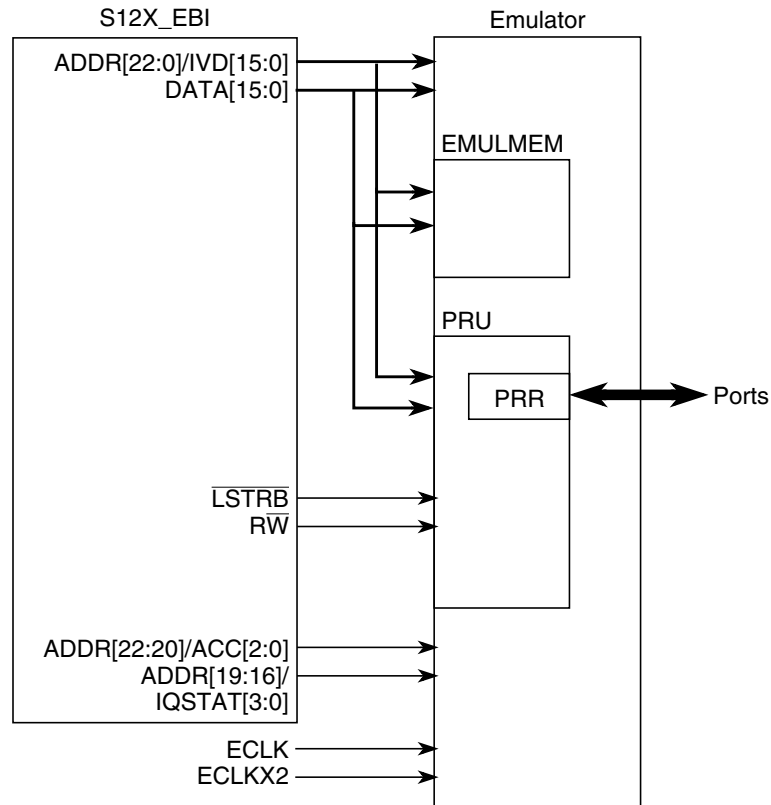 S12X_EBI
Emulator
ADDR[22:0]/IVD[15:0]
DATA[15:0]
EMULMEM
PRU
PRR
Ports
LSTRB
RW
ADDR[22:20]/ACC[2:0]
ADDR[19:16]/
IQSTAT[3:0]
ECLK
ECLKX2